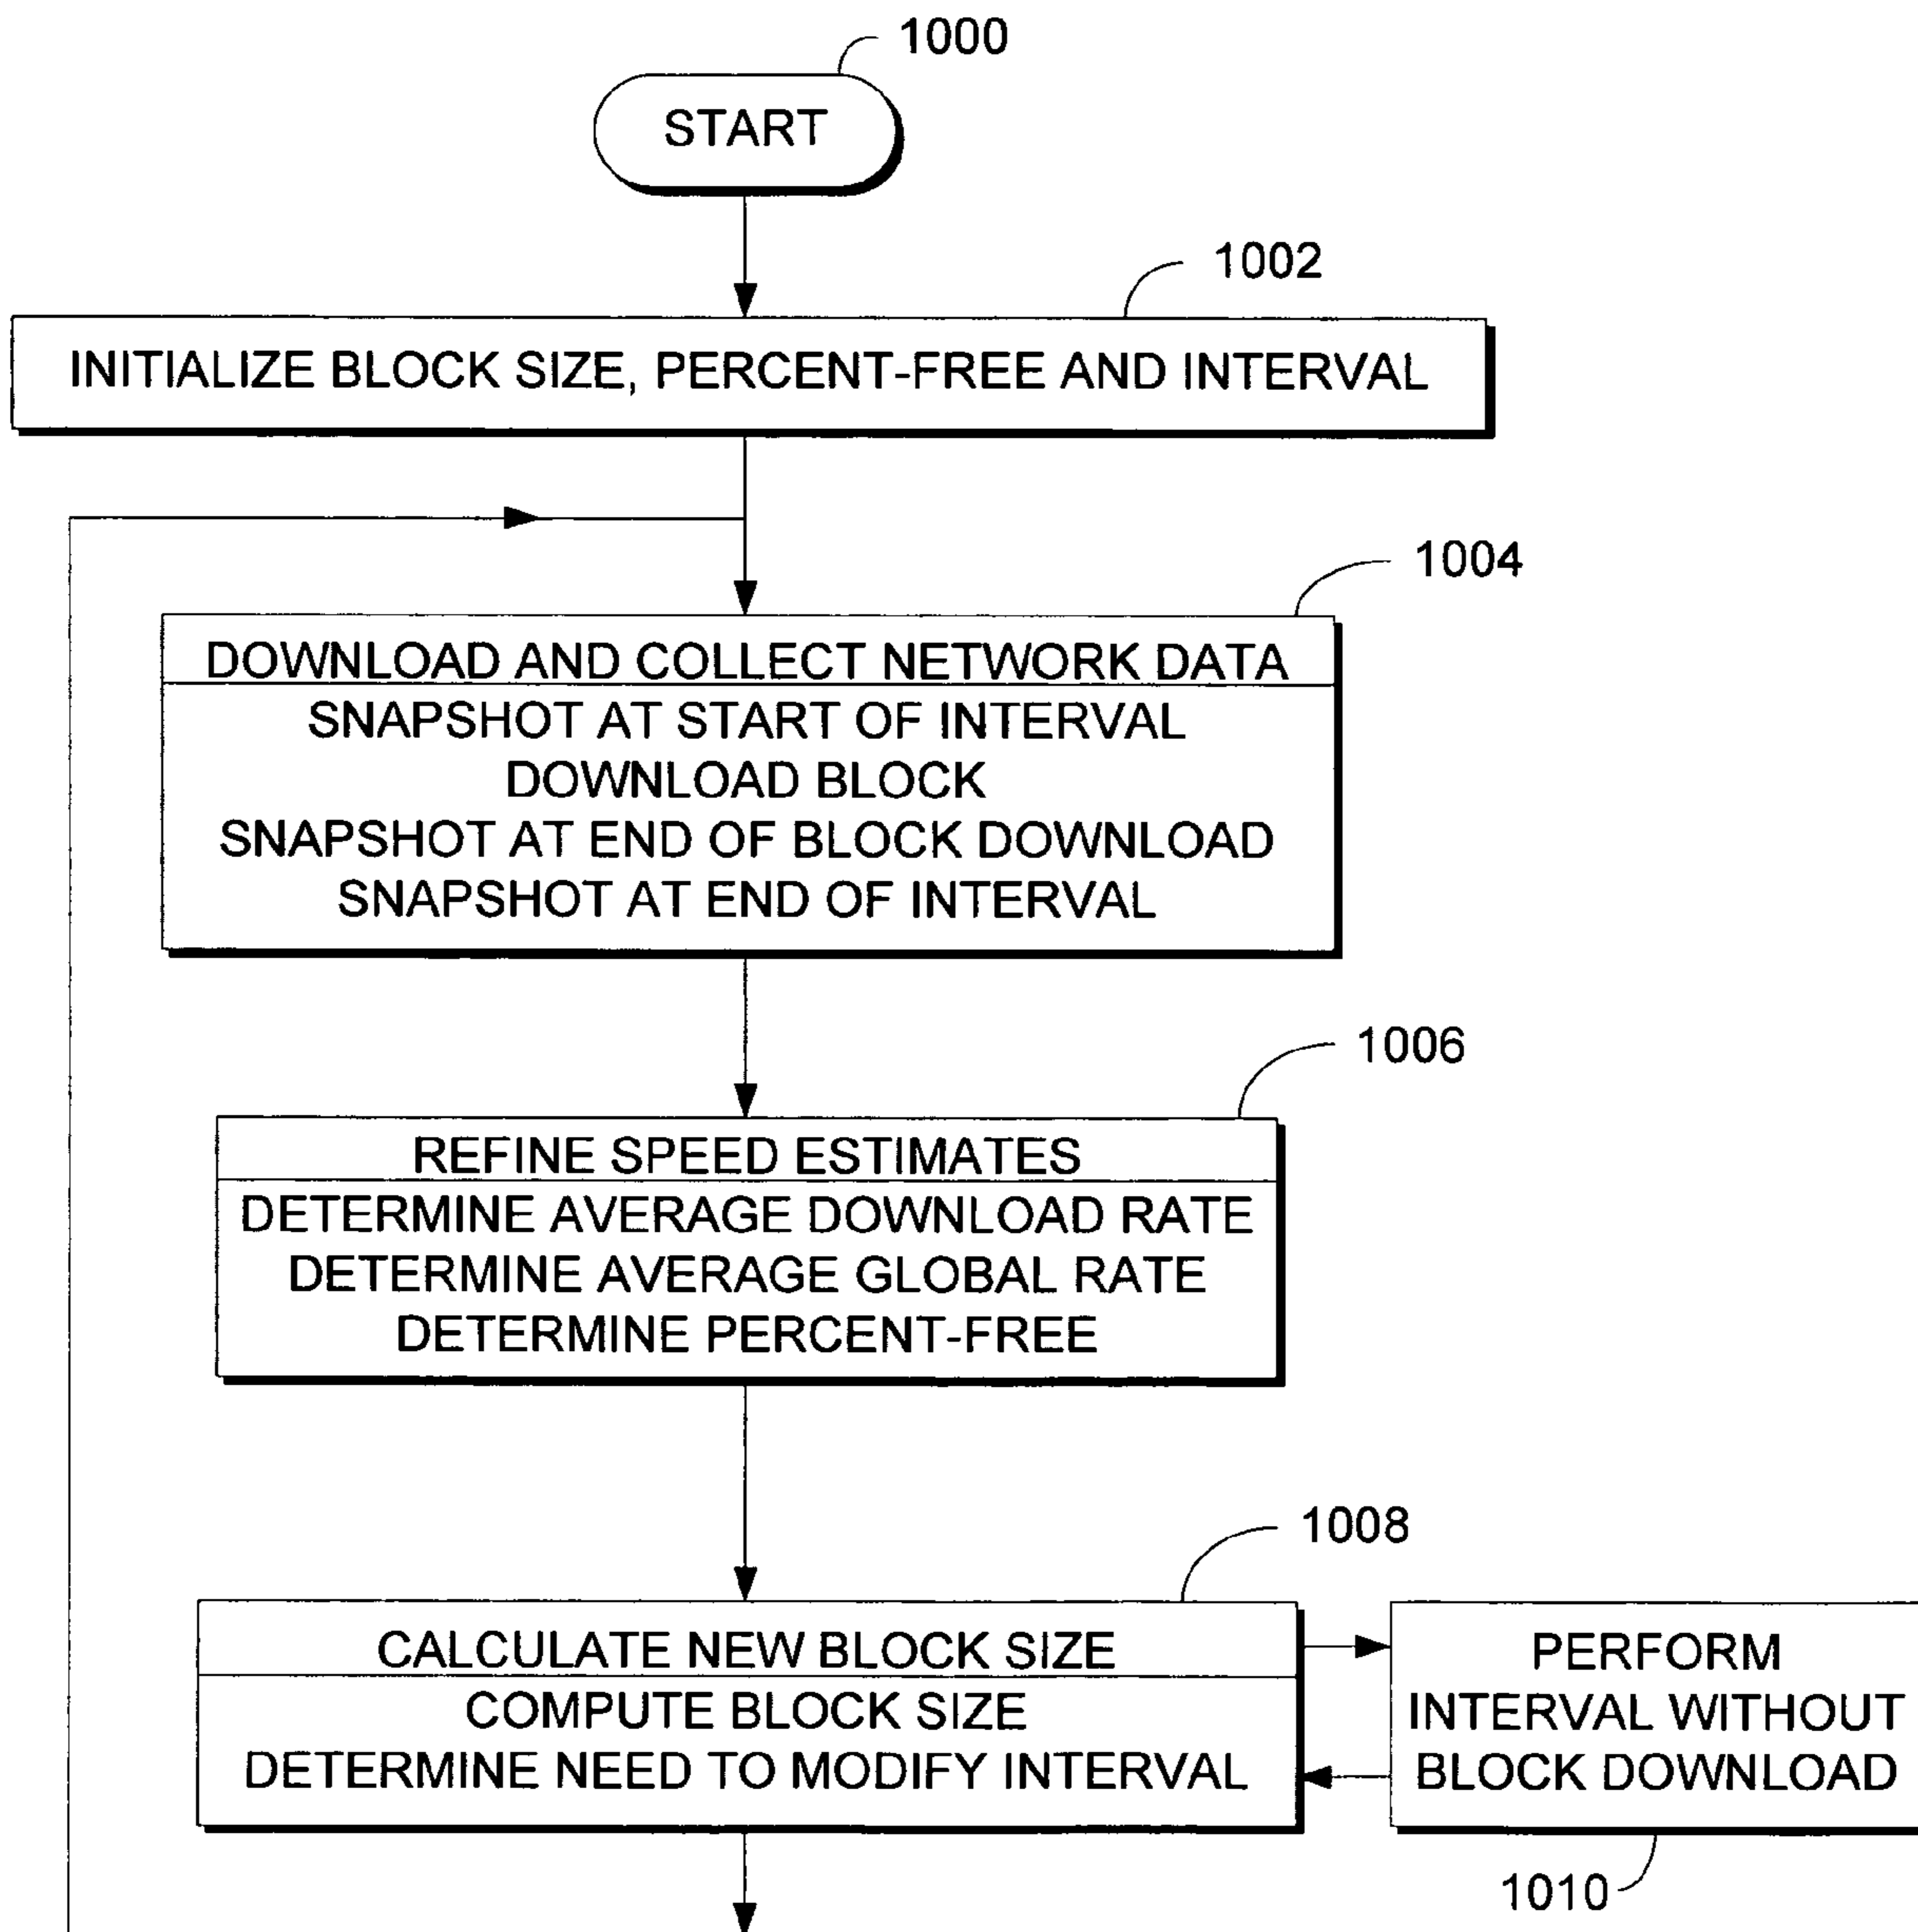 1000
START
1002
INITIALIZE BLOCK SIZE, PERCENT-FREE AND INTERVAL
1004
DOWNLOAD AND COLLECT NETWORK DATA
SNAPSHOT AT START OF INTERVAL
DOWNLOAD BLOCK
SNAPSHOT AT END OF BLOCK DOWNLOAD
SNAPSHOT AT END OF INTERVAL
1006
REFINE SPEED ESTIMATES
DETERMINE AVERAGE DOWNLOAD RATE
DETERMINE AVERAGE GLOBAL RATE
DETERMINE PERCENT-FREE
1008
CALCULATE NEW BLOCK SIZE
COMPUTE BLOCK SIZE
DETERMINE NEED TO MODIFY INTERVAL
PERFORM
INTERVAL WITHOUT
BLOCK DOWNLOAD
1010